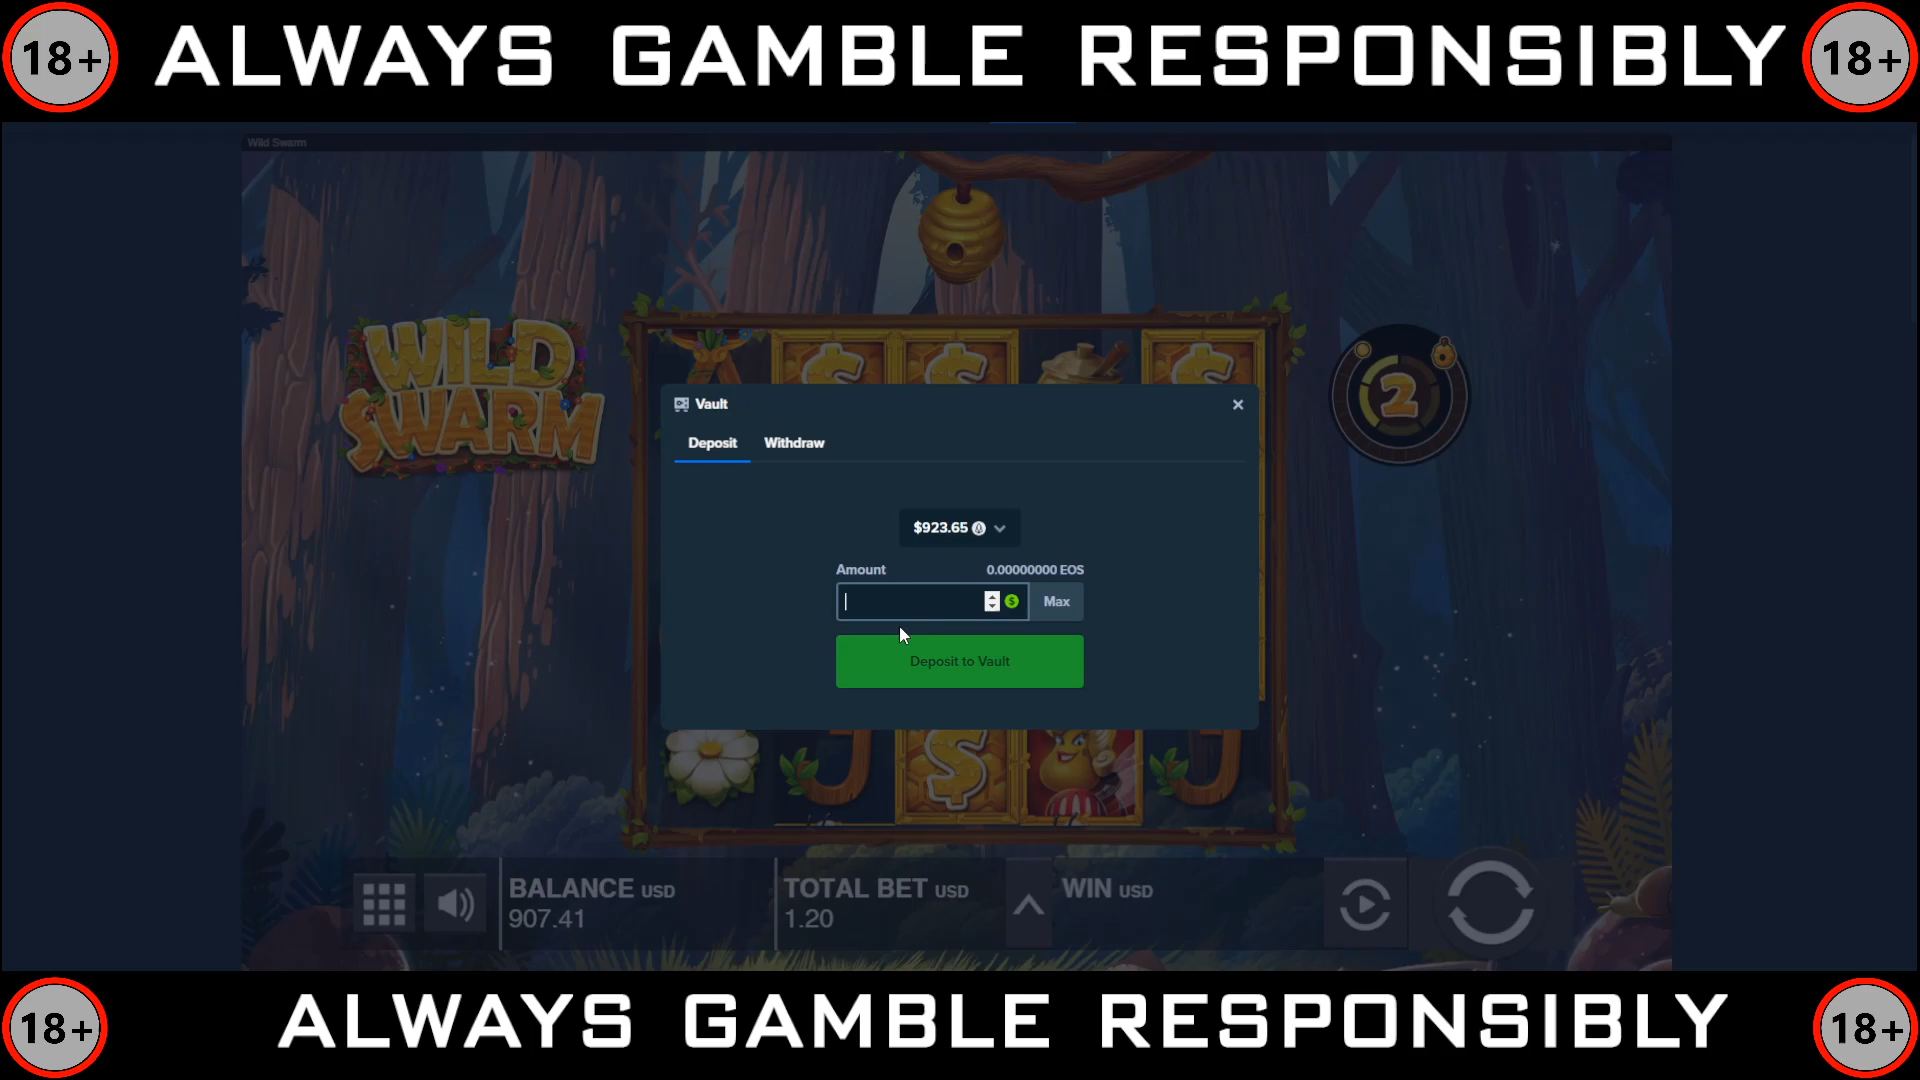 18+ ALWAYS GAMBLE RESPONSIBLY 18+
Wild Swarm
WILD
SWARM
2
Vault
Deposit Withdraw
$923.65
Amount 0.00000000 EOS
$ Max
Deposit to Vault
J $ J
BALANCE USD TOTAL BET USD WIN USD
907.41 1.20
18+ ALWAYS GAMBLE RESPONSIBLY 18+